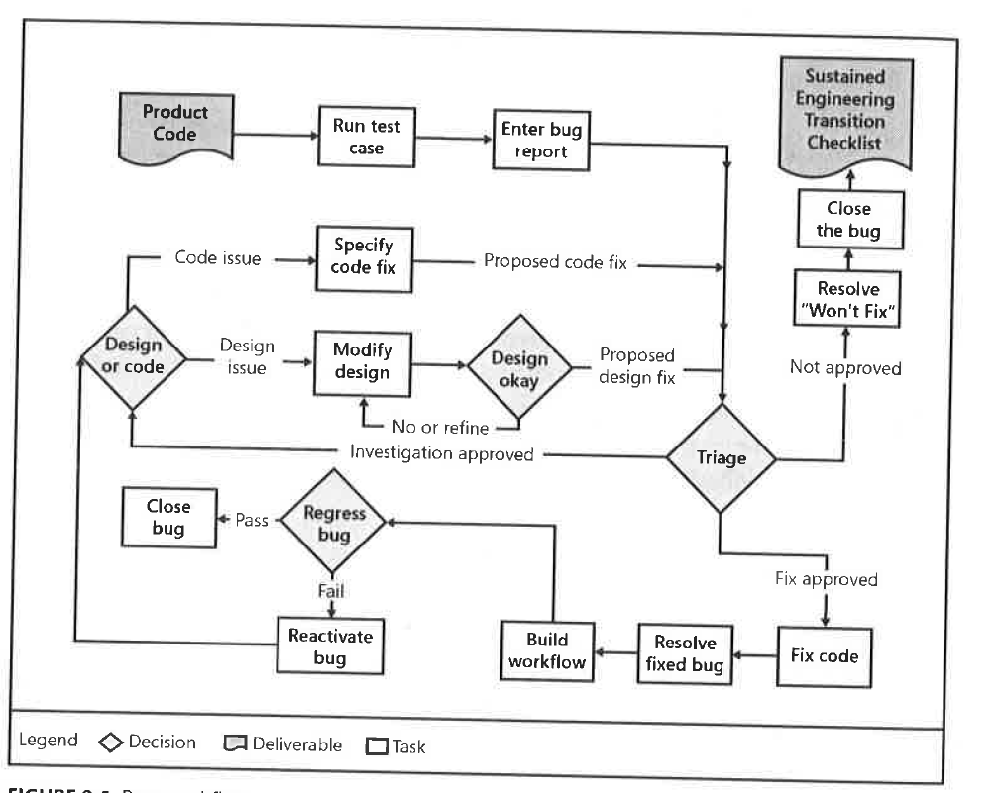 Product
Code
Run test
case
Enter bug
report
Sustained
Engineering
Transition
Checklist
Close
the bug
Resolve
"Won't Fix"
Not approved
Code issue
Specify
code fix
Proposed code fix
Design
or code
Design
issue
Modify
design
Design
okay
Proposed
design fix
No or refine
Investigation approved
Triage
Close
bug
Pass
Regress
bug
Fail
Reactivate
bug
Build
workflow
Resolve
fixed bug
Fix code
Fix approved
Legend
Decision
Deliverable
Task